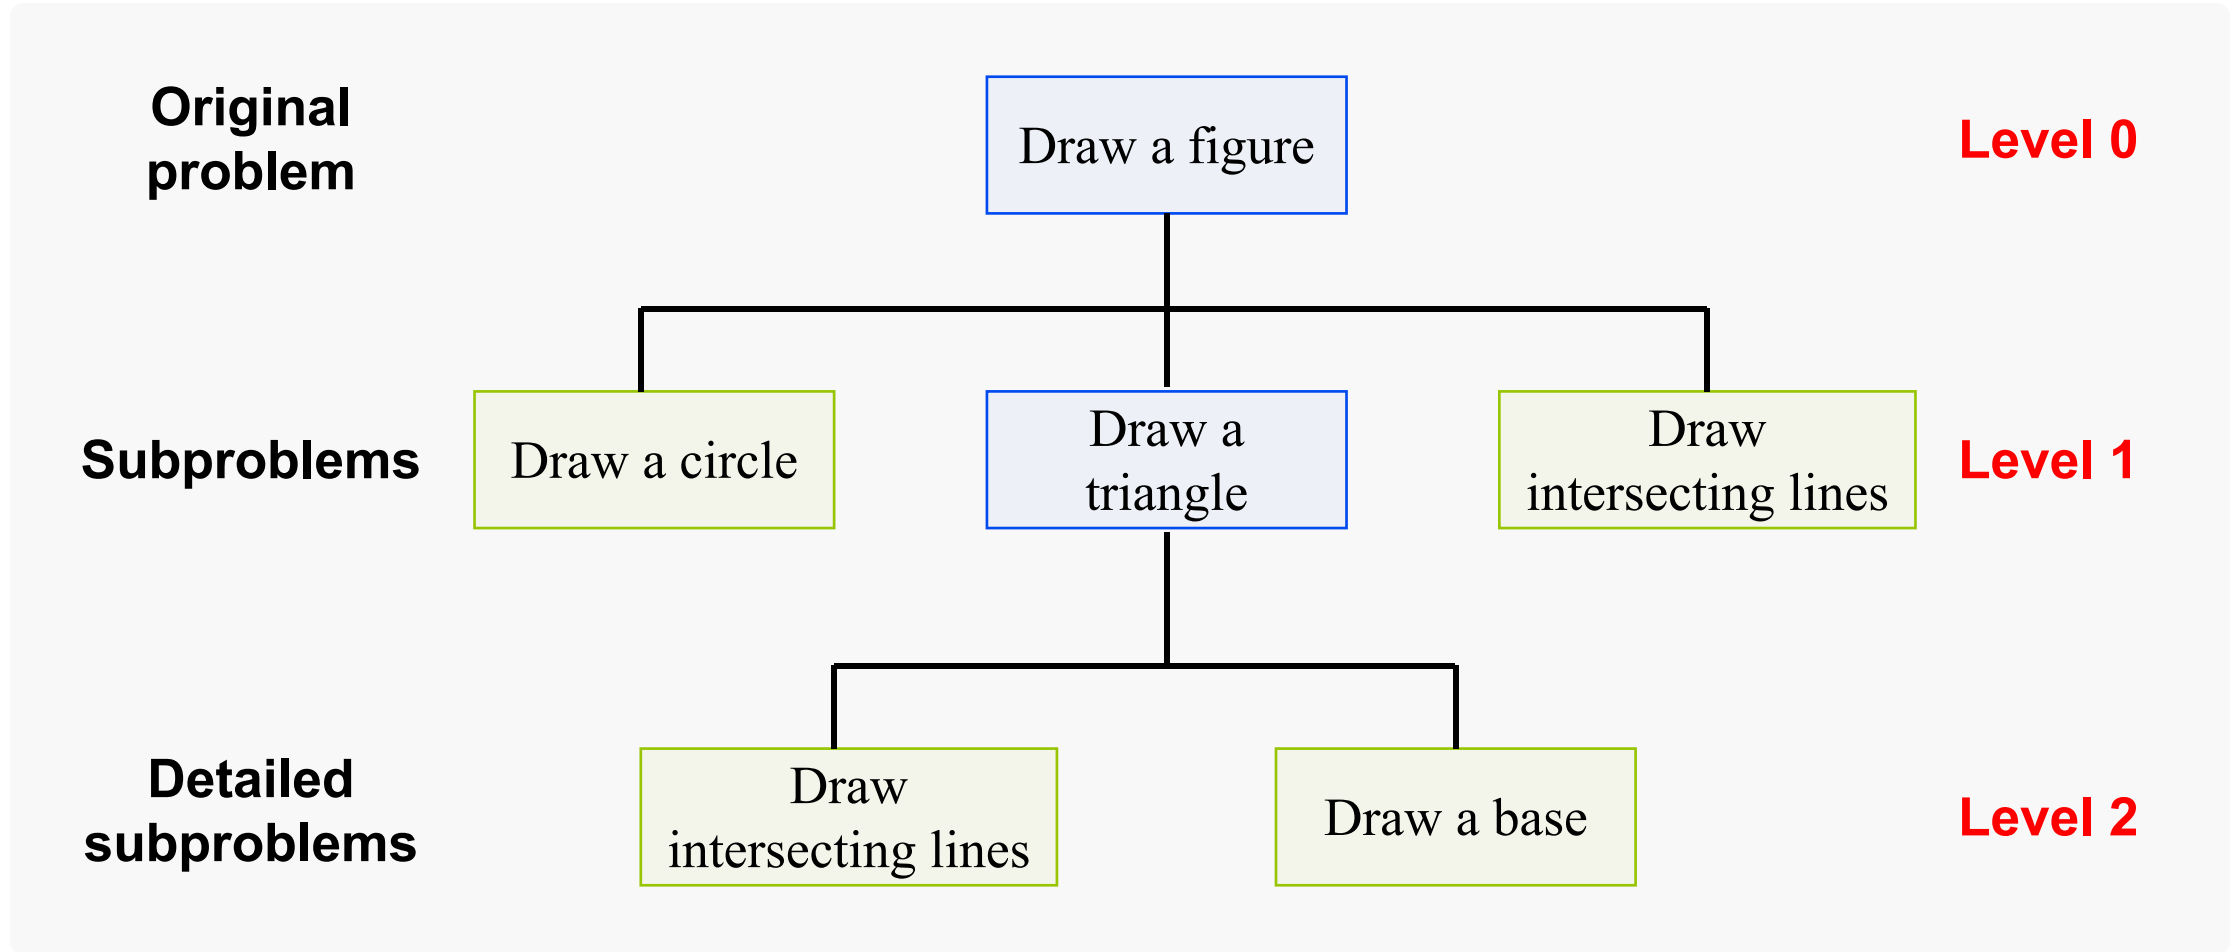 Original
problem
Draw a figure
Level 0
Subproblems
Draw a circle
Draw a
triangle
Draw
intersecting lines
Level 1
Detailed
subproblems
Draw
intersecting lines
Draw a base
Level 2